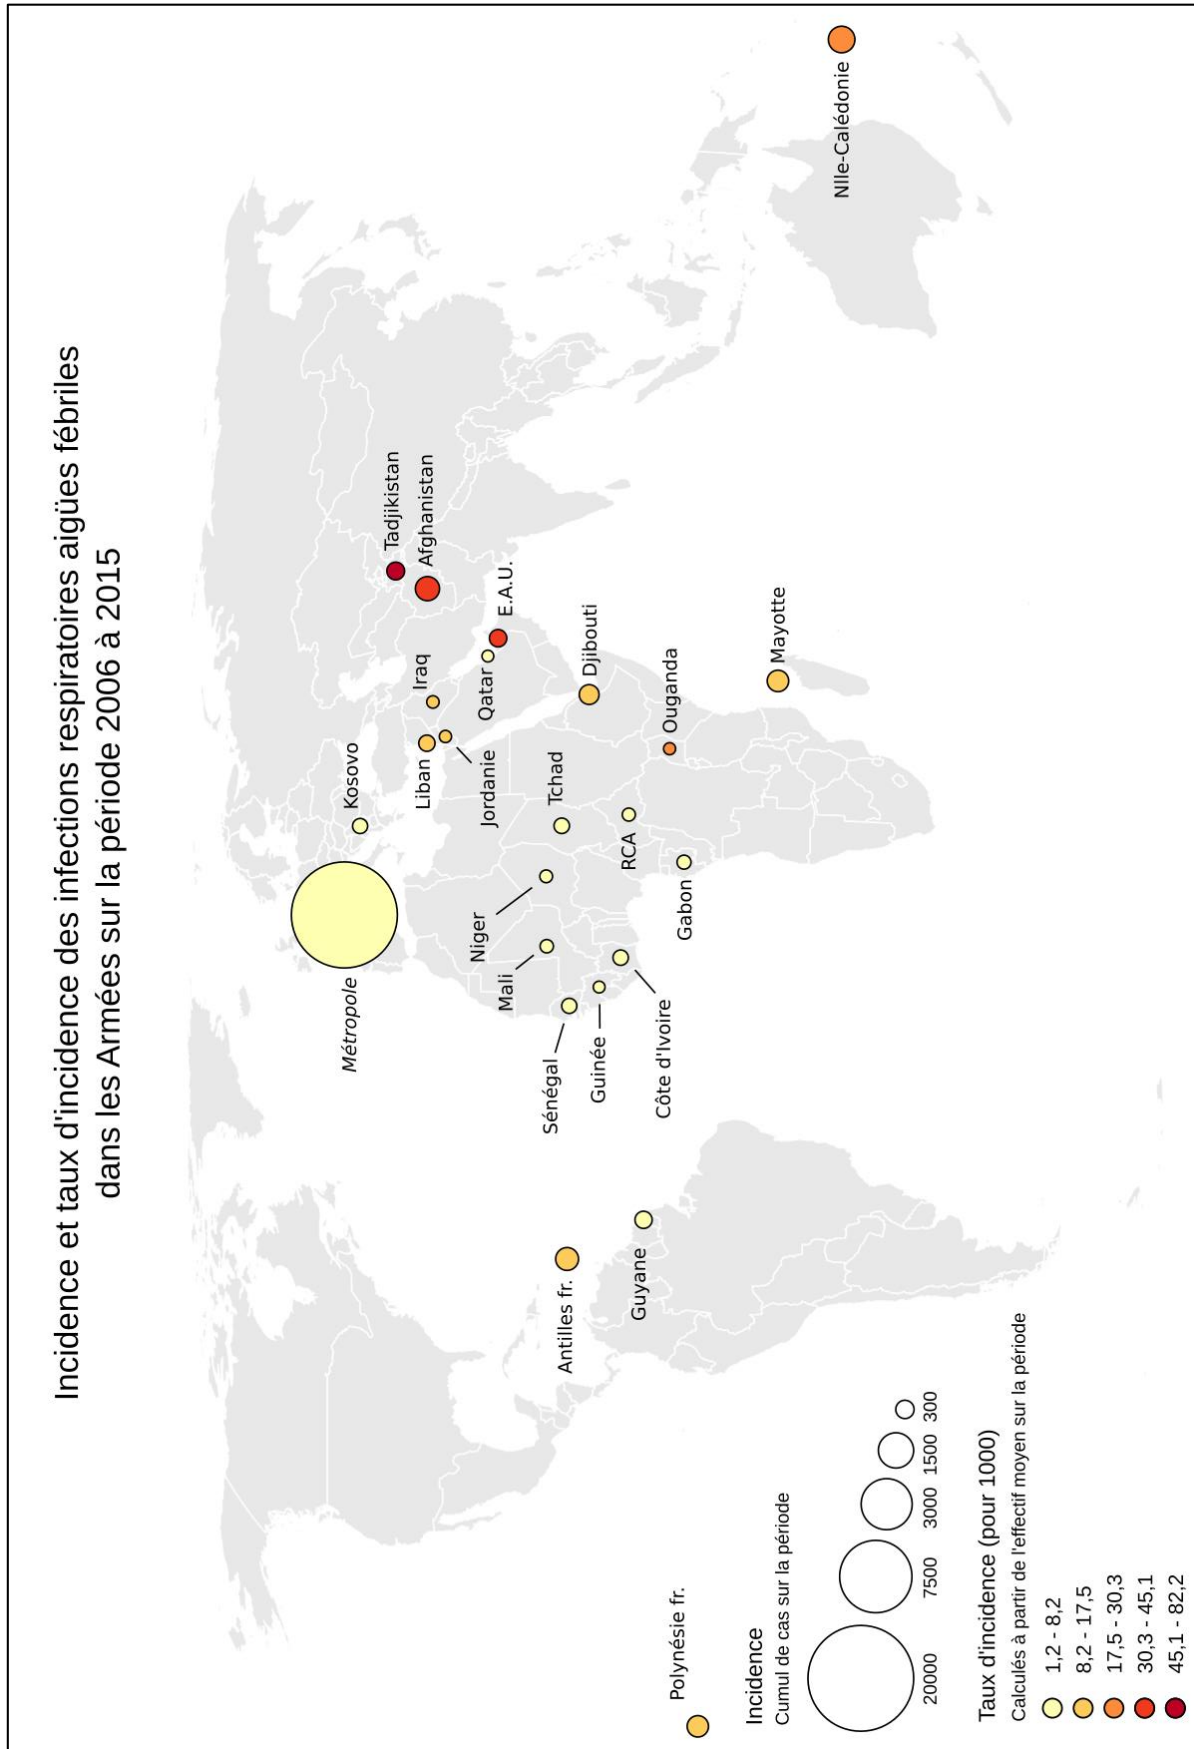 Incidence et taux d'incidence des infections respiratoires aigües fébriles
dans les Armées sur la période 2006 à 2015
Métropole
Kosovo
Tadjikistan
Afghanistan
Liban
Iraq
Jordanie
Qatar
E.A.U.
Niger
Mali
Tchad
Djibouti
Sénégal
Guinée
Côte d'Ivoire
RCA
Gabon
Ouganda
Mayotte
Nlle-Calédonie
Antilles fr.
Guyane
Polynésie fr.
Incidence
Cumul de cas sur la période
20000
7500
3000
1500
300
Taux d'incidence (pour 1000)
Calculés à partir de l'effectif moyen sur la période
1,2 - 8,2
8,2 - 17,5
17,5 - 30,3
30,3 - 45,1
45,1 - 82,2